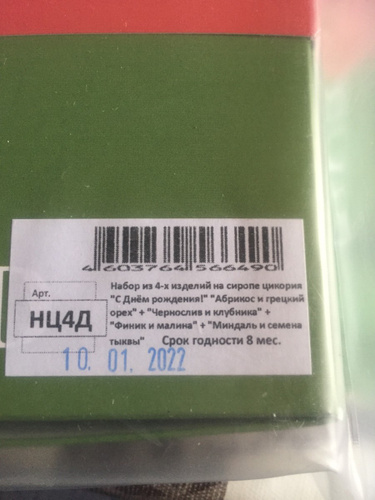 4603764566490
Набор из 4-х изделий на сиропе цикория
"С Днём рождения!" "Абрикос и грецкий
орех" + "Чернослив и клубника" +
"Финик и малина" + "Миндаль и семена
тыквы" Срок годности 8 мес.
Арт.
НЦ4Д
10. 01. 2022